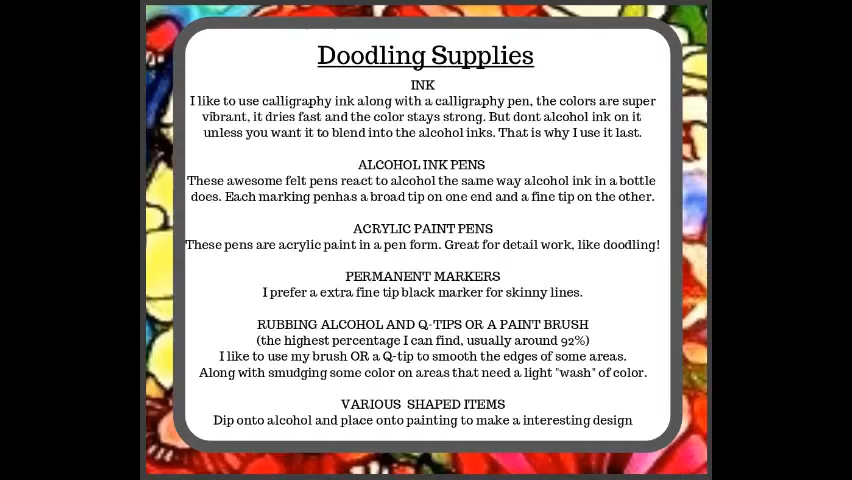 Doodling Supplies
INK
I like to use calligraphy ink along with a calligraphy pen, the colors are super
vibrant, it dries fast and the color stays strong. But dont alcohol ink on it
unless you want it to blend into the alcohol inks. That is why I use it last.
ALCOHOL INK PENS
These awesome felt pens react to alcohol the same way alcohol ink in a bottle
does. Each marking penhas a broad tip on one end and a fine tip on the other.
ACRYLIC PAINT PENS
These pens are acrylic paint in a pen form. Great for detail work, like doodling!
PERMANENT MARKERS
I prefer a extra fine tip black marker for skinny lines.
RUBBING ALCOHOL AND Q-TIPS OR A PAINT BRUSH
(the highest percentage I can find, usually around 92%)
I like to use my brush OR a Q-tip to smooth the edges of some areas.
Along with smudging some color on areas that need a light "wash" of color.
VARIOUS SHAPED ITEMS
Dip onto alcohol and place onto painting to make a interesting design